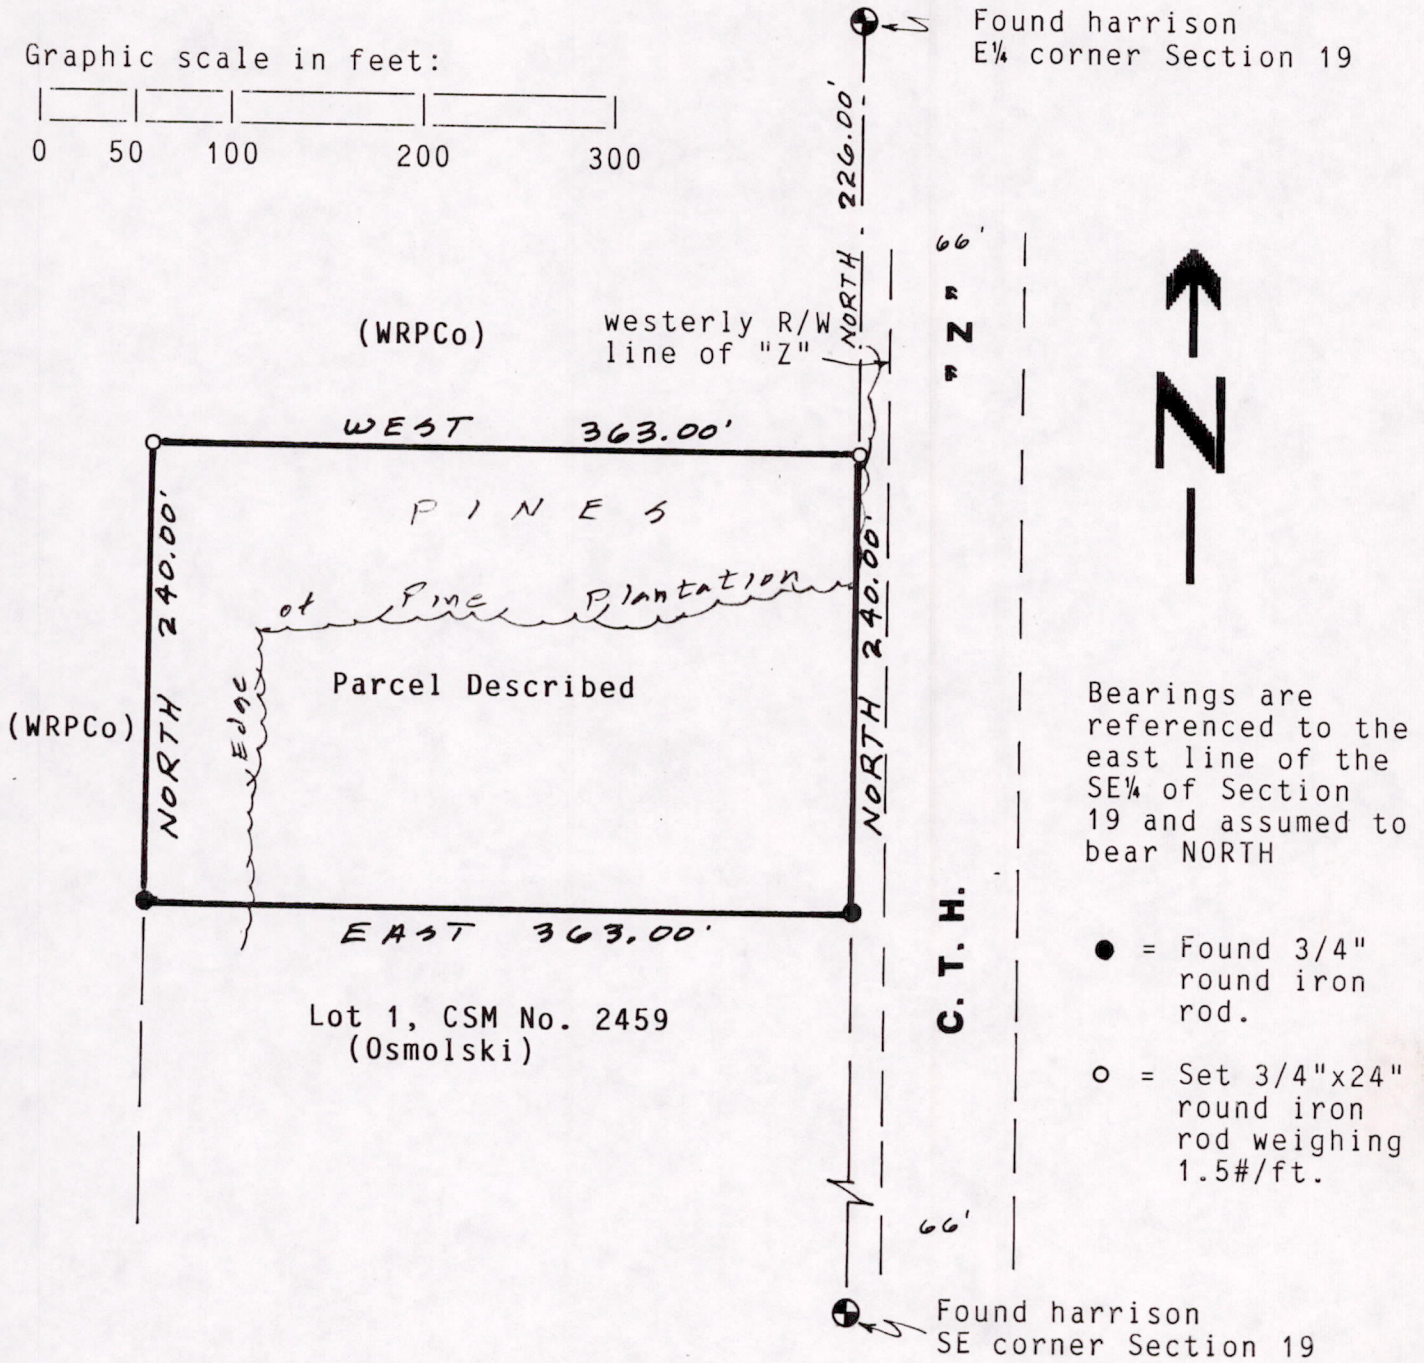 Found harrison
E¼ corner Section 19
Graphic scale in feet:
0 50 100 200 300
NORTH 226.00'
66'
"Z"
(WRPCo)
westerly R/W
line of "Z"
WEST 363.00'
PINES
NORTH 240.00'
Edge of Pine Plantation
NORTH 240.00'
Parcel Described
(WRPCo)
EAST 363.00'
Lot 1, CSM No. 2459
(Osmolski)
C. T. H.
66'
N
Bearings are
referenced to the
east line of the
SE¼ of Section
19 and assumed to
bear NORTH
= Found 3/4"
round iron
rod.
= Set 3/4"x24"
round iron
rod weighing
1.5#/ft.
Found harrison
SE corner Section 19